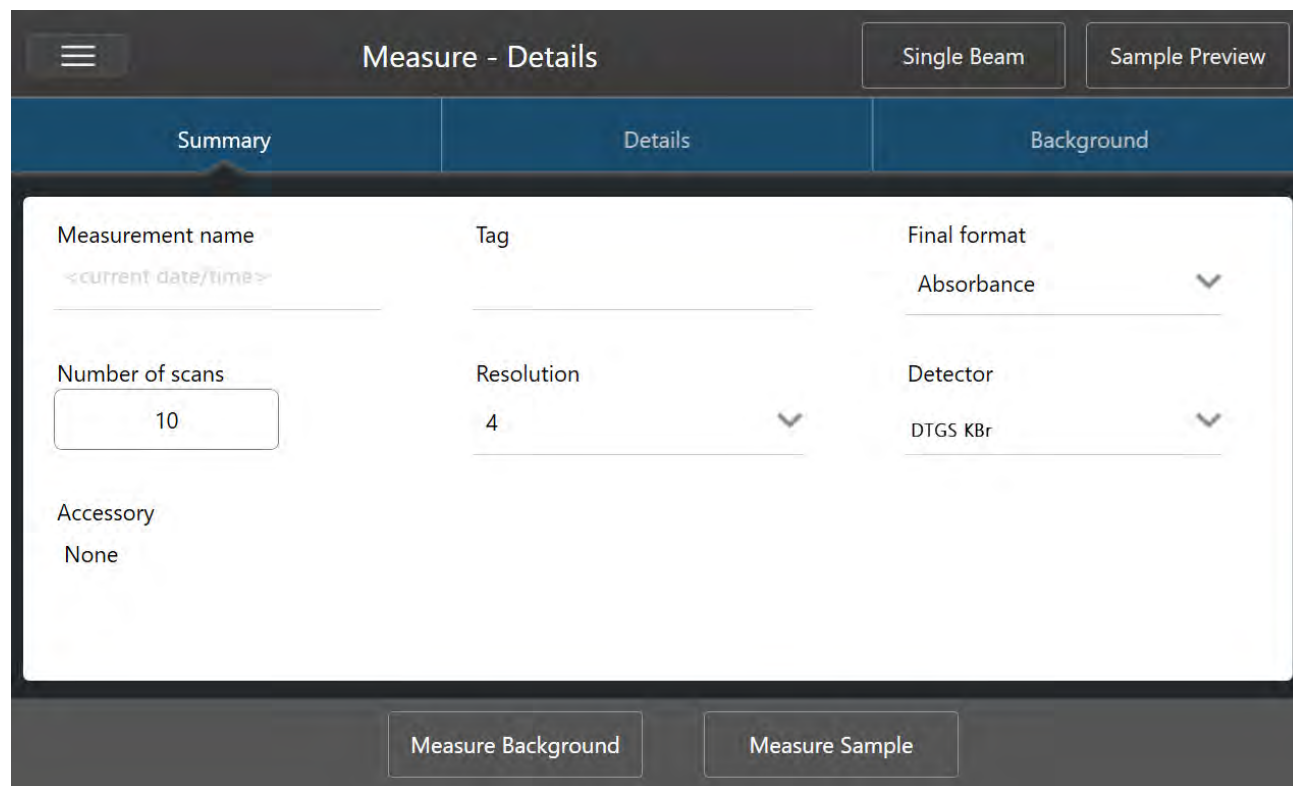 Measure - Details
Single Beam
Sample Preview
Summary
Details
Background
Measurement name
Tag
Final format
<current date/time>
Absorbance
Number of scans
Resolution
Detector
10
4
DTGS KBr
Accessory
None
Measure Background
Measure Sample